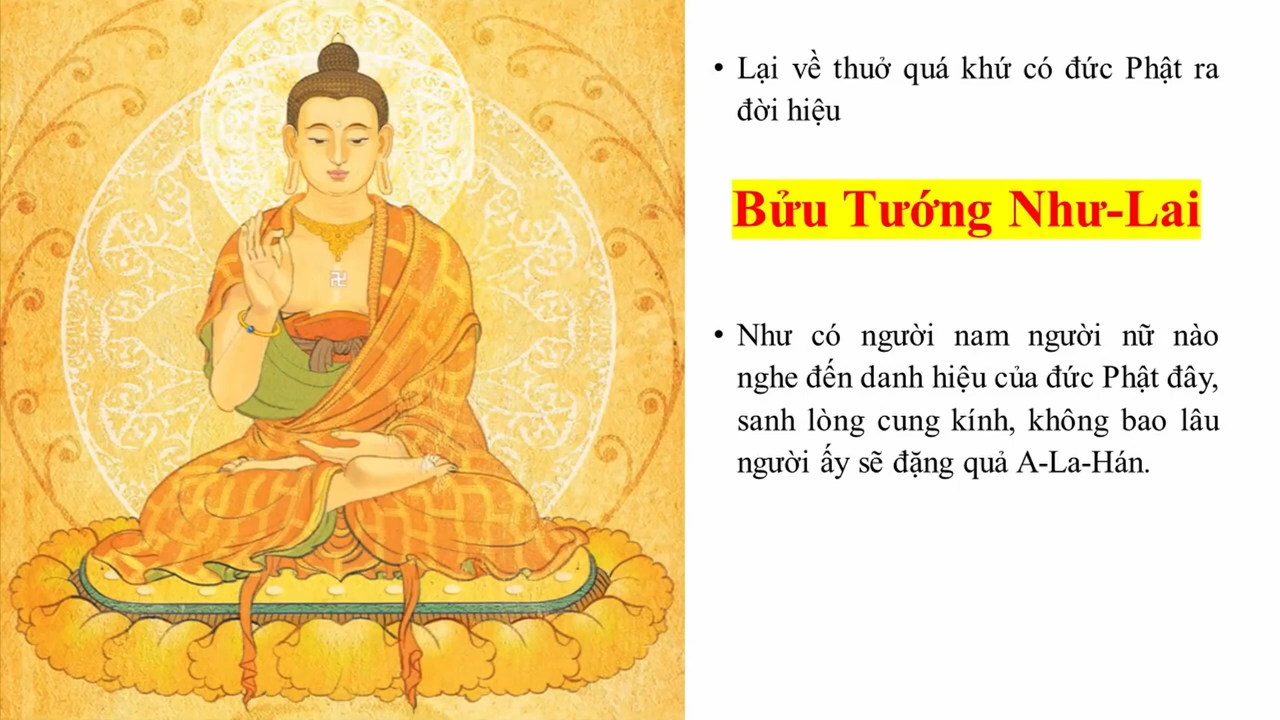 • Lại về thuở quá khứ có đức Phật ra
đời hiệu
Bửu Tướng Như-Lai
• Như có người nam người nữ nào
nghe đến danh hiệu của đức Phật đây,
sanh lòng cung kính, không bao lâu
người ấy sẽ đặng quả A-La-Hán.